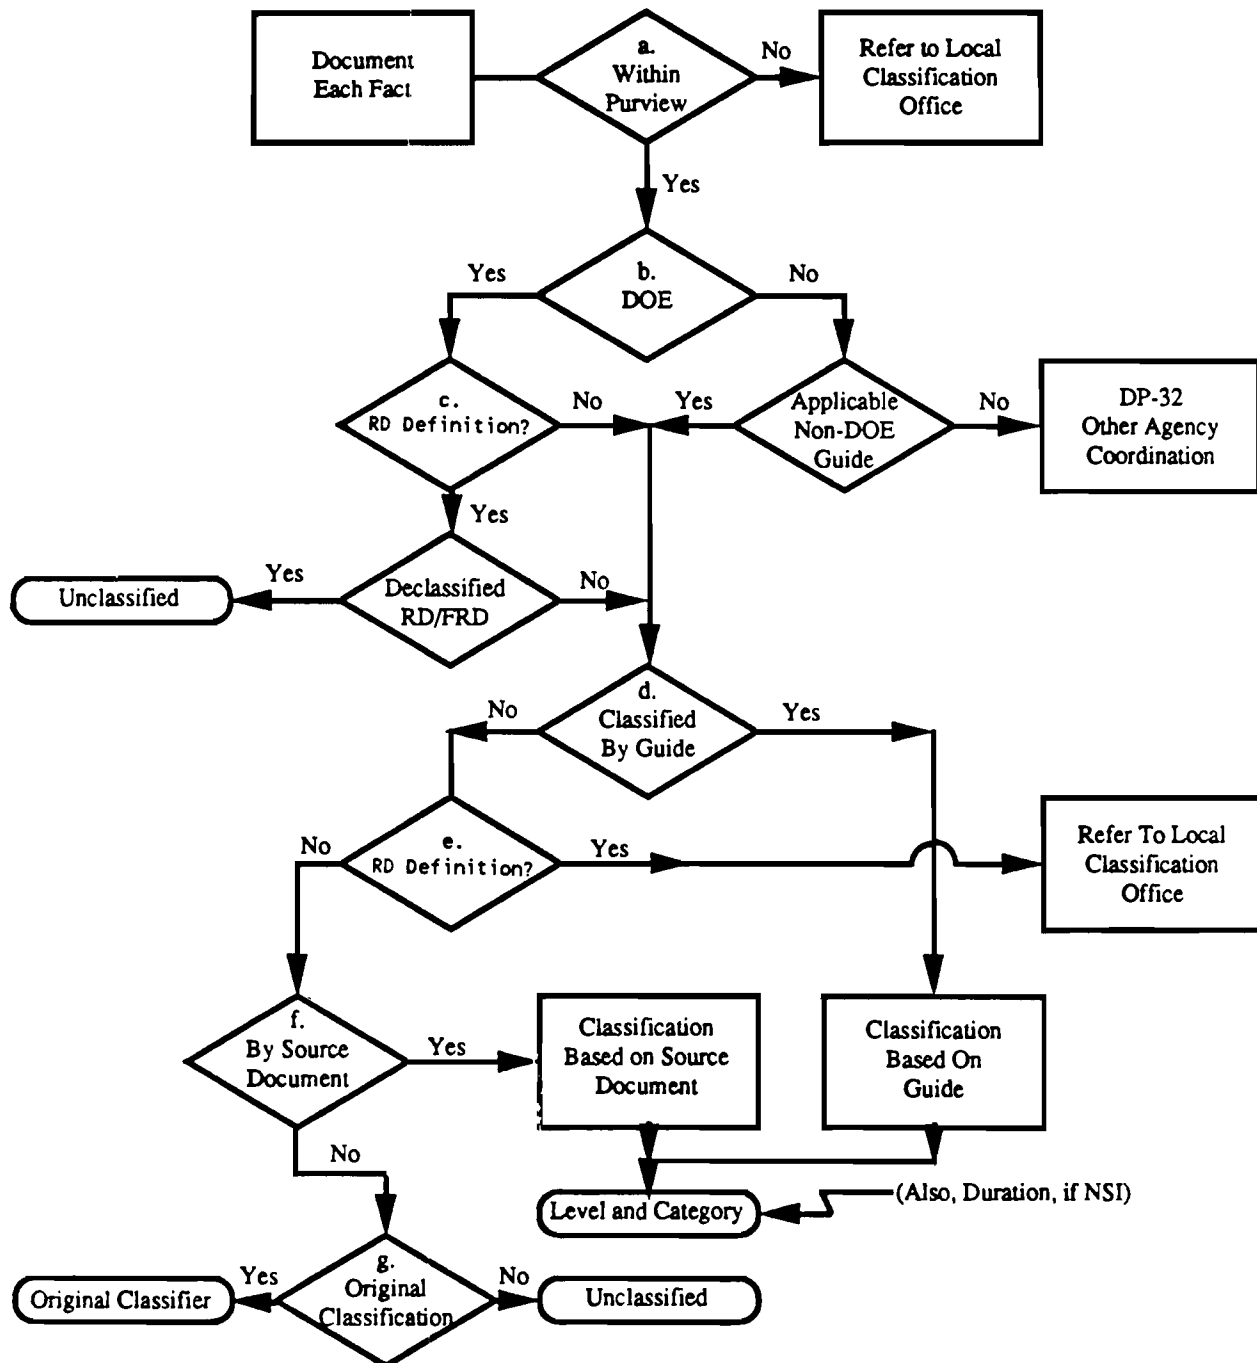 Document
Each Fact
a.
Within
Purview
No
Refer to Local
Classification
Office
Yes
Yes
b.
DOE
No
c.
RD Definition?
No
Yes
Applicable
Non-DOE
Guide
No
DP-32
Other Agency
Coordination
Yes
Unclassified
Yes
Declassified
RD/FRD
No
No
d.
Classified
By Guide
Yes
No
e.
RD Definition?
Yes
Refer To Local
Classification
Office
f.
By Source
Document
Yes
Classification
Based on Source
Document
Classification
Based On
Guide
No
Level and Category
(Also, Duration, if NSI)
Original Classifier
Yes
g.
Original
Classification
No
Unclassified